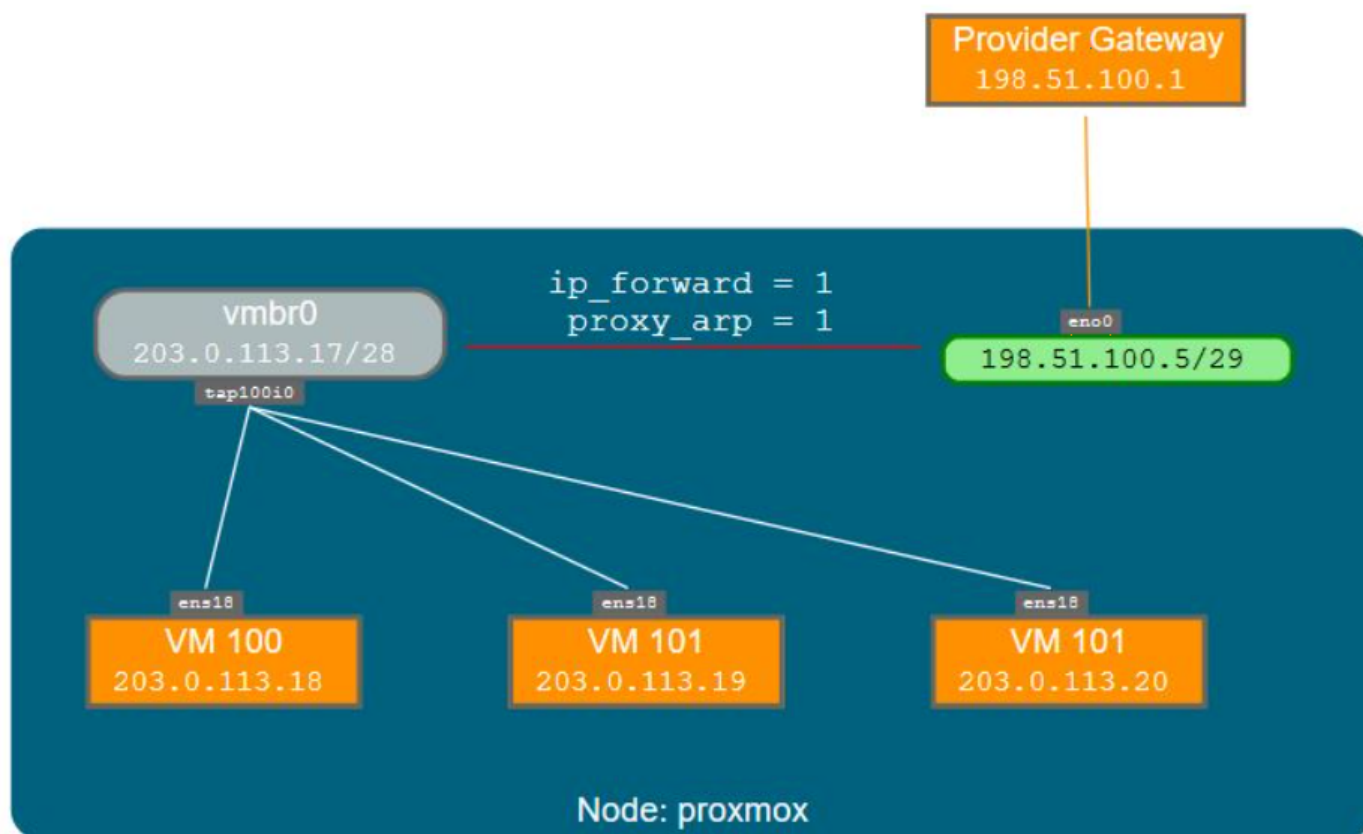 Provider Gateway
198.51.100.1
ip_forward = 1
proxy_arp = 1
vmbr0
203.0.113.17/28
tap100i0
eno0
198.51.100.5/29
ens18
VM 100
203.0.113.18
ens18
VM 101
203.0.113.19
ens18
VM 101
203.0.113.20
Node: proxmox